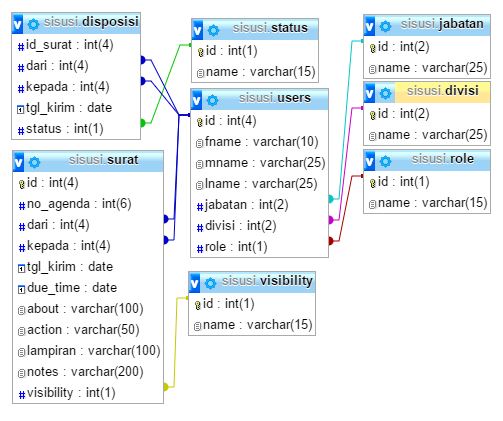 sisusi.disposisi
id_surat : int(4)
dari : int(4)
kepada : int(4)
tgl_kirim : date
status : int(1)
sisusi.surat
id : int(4)
no_agenda : int(6)
dari : int(4)
kepada : int(4)
tgl_kirim : date
due_time : date
about : varchar(100)
action : varchar(50)
lampiran : varchar(100)
notes : varchar(200)
visibility : int(1)
sisusi.status
id : int(1)
name : varchar(15)
sisusi.users
id : int(4)
fname : varchar(10)
mname : varchar(25)
lname : varchar(25)
jabatan : int(2)
divisi : int(2)
role : int(1)
sisusi.visibility
id : int(1)
name : varchar(15)
sisusi.jabatan
id : int(2)
name : varchar(25)
sisusi.divisi
id : int(2)
name : varchar(25)
sisusi.role
id : int(1)
name : varchar(15)